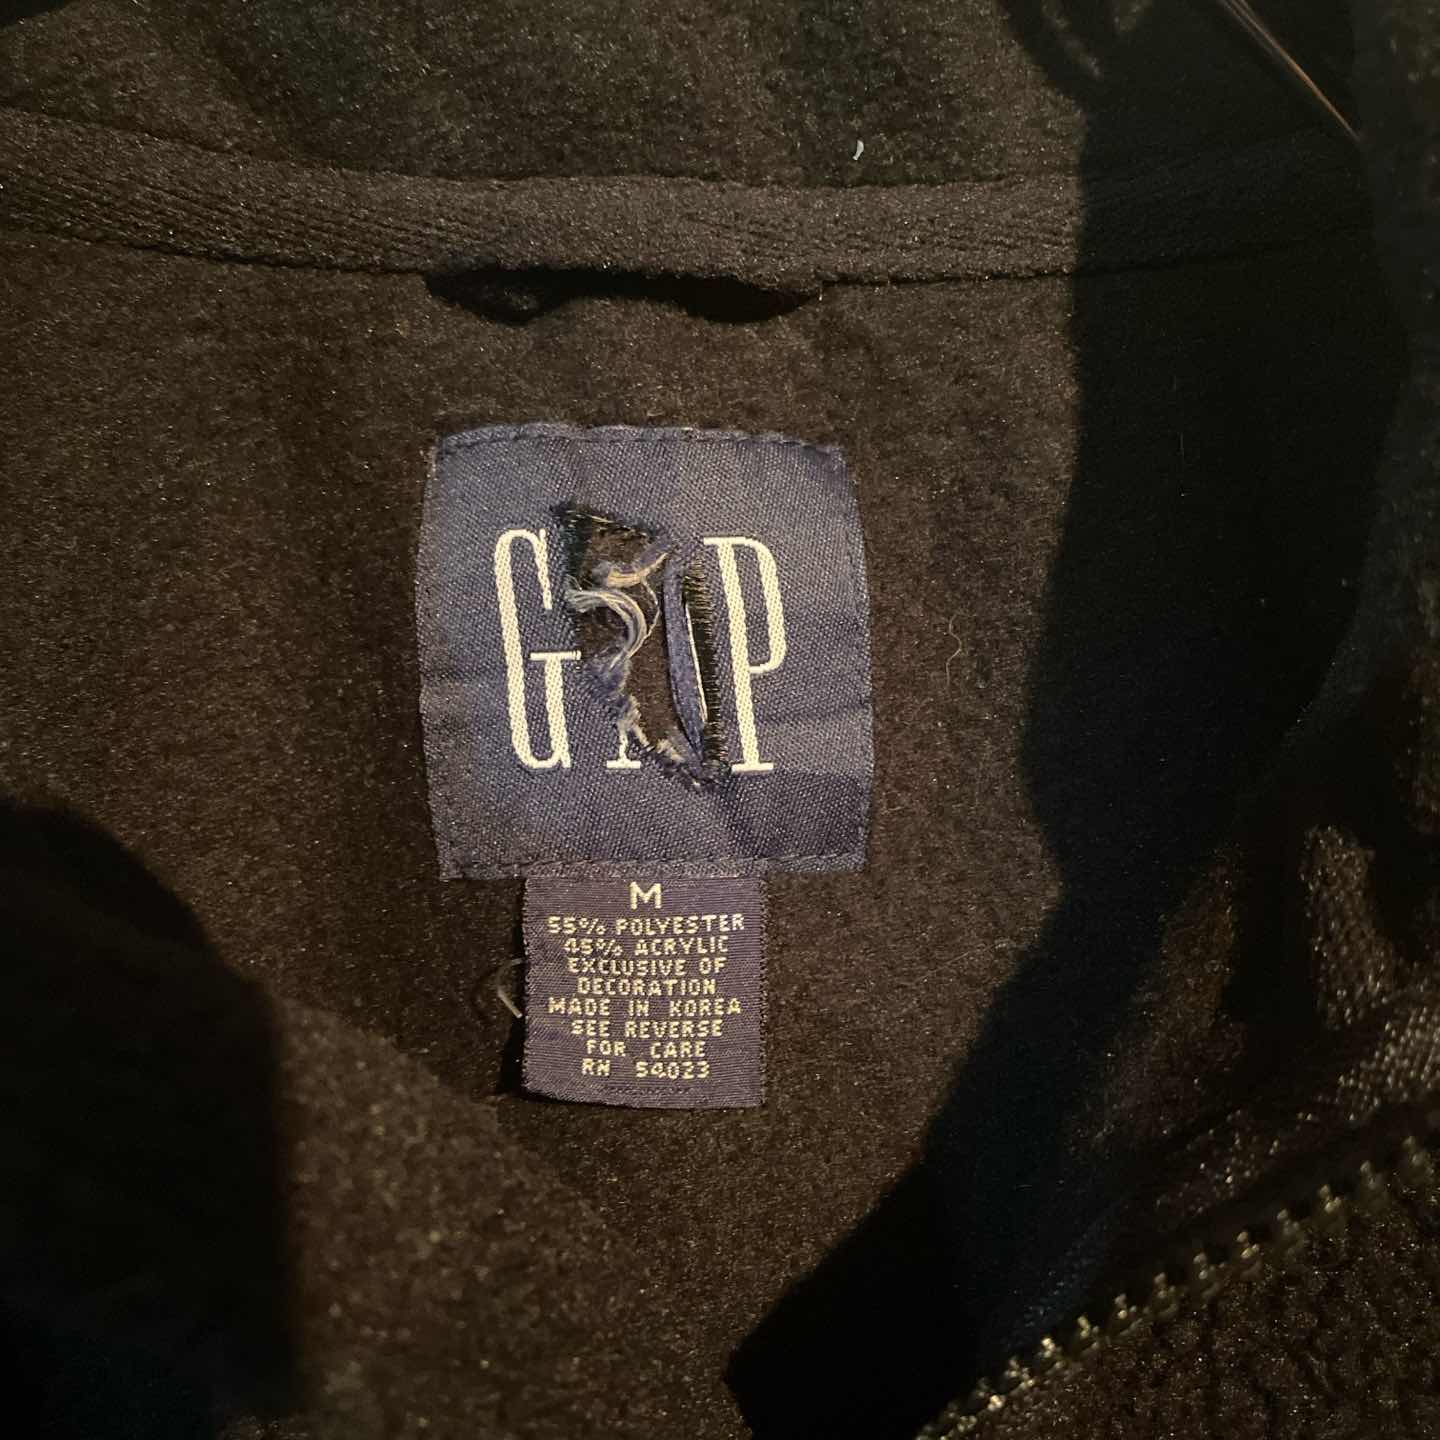 GAP
M
55% POLYESTER
45% ACRYLIC
EXCLUSIVE OF
DECORATION
MADE IN KOREA
SEE REVERSE
FOR CARE
RN 54023